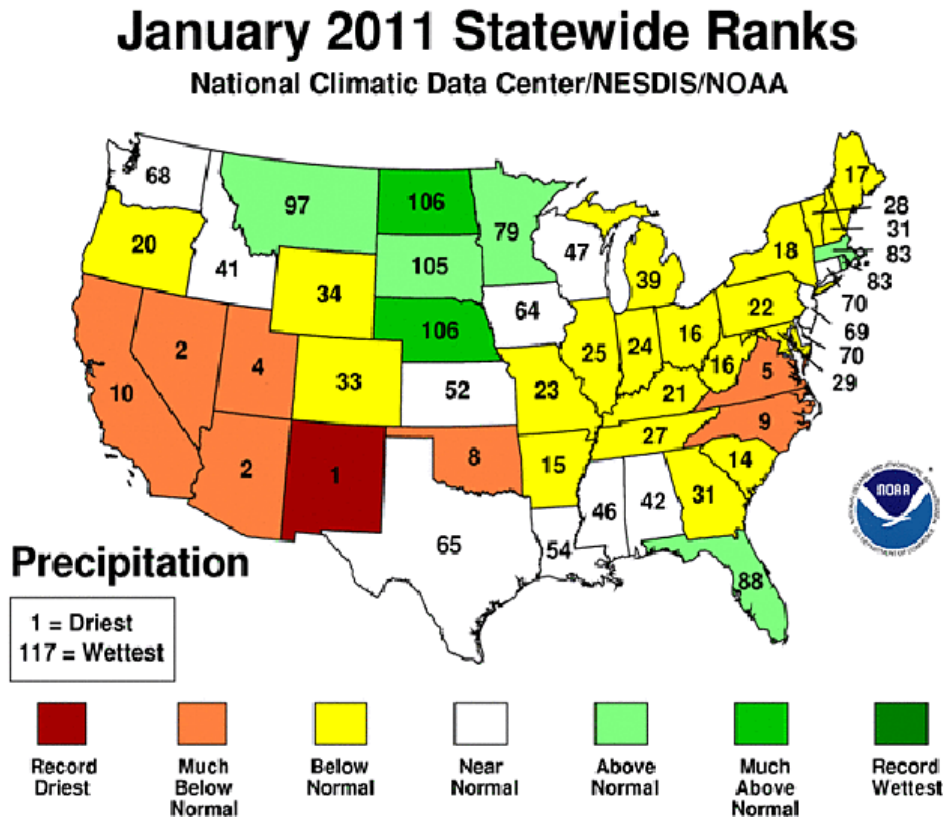 January 2011 Statewide Ranks
National Climatic Data Center/NESDIS/NOAA
68
97
106
79
17
28
31
83
83
70
69
70
29
20
41
34
105
47
39
18
22
64
106
2
4
33
52
25
24
16
16
5
10
23
21
9
2
1
8
15
27
14
65
54
46
42
31
88
NOAA
Precipitation
1 = Driest
117 = Wettest
Record
Driest
Much
Below
Normal
Below
Normal
Near
Normal
Above
Normal
Much
Above
Normal
Record
Wettest